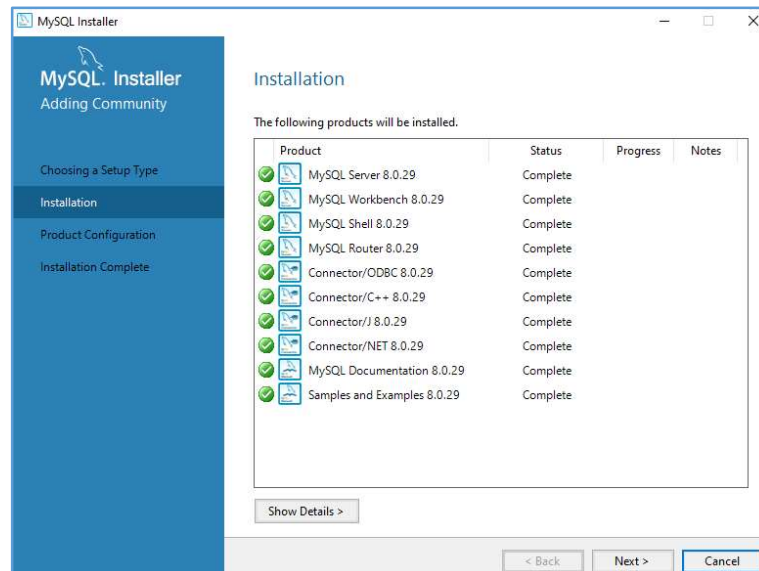 MySQL Installer
MySQL. Installer
Adding Community
Choosing a Setup Type
Installation
Product Configuration
Installation Complete
Installation
The following products will be installed.
Product Status Progress Notes
MySQL Server 8.0.29 Complete
MySQL Workbench 8.0.29 Complete
MySQL Shell 8.0.29 Complete
MySQL Router 8.0.29 Complete
Connector/ODBC 8.0.29 Complete
Connector/C++ 8.0.29 Complete
Connector/J 8.0.29 Complete
Connector/NET 8.0.29 Complete
MySQL Documentation 8.0.29 Complete
Samples and Examples 8.0.29 Complete
Show Details >
< Back Next > Cancel